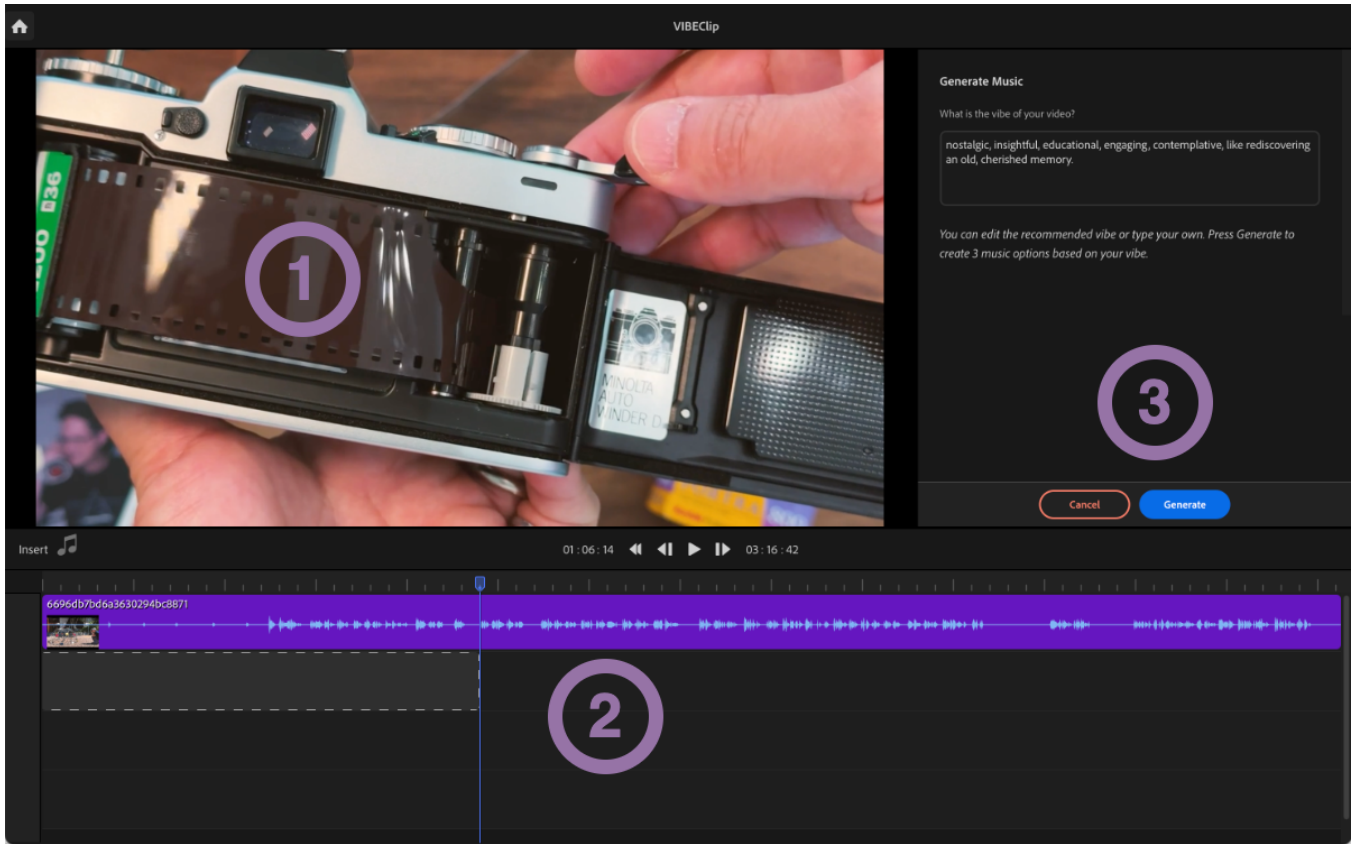 VIBEClip
Generate Music
What is the vibe of your video?
nostalgic, insightful, educational, engaging, contemplative, like rediscovering
an old, cherished memory.
You can edit the recommended vibe or type your own. Press Generate to
create 3 music options based on your vibe.
Cancel
Generate
B36
200
1
MINOLTA
AUTO
WINDER D
3
Insert
01:06:14
03:16:42
6696db7bd6a3630294bc8871
2